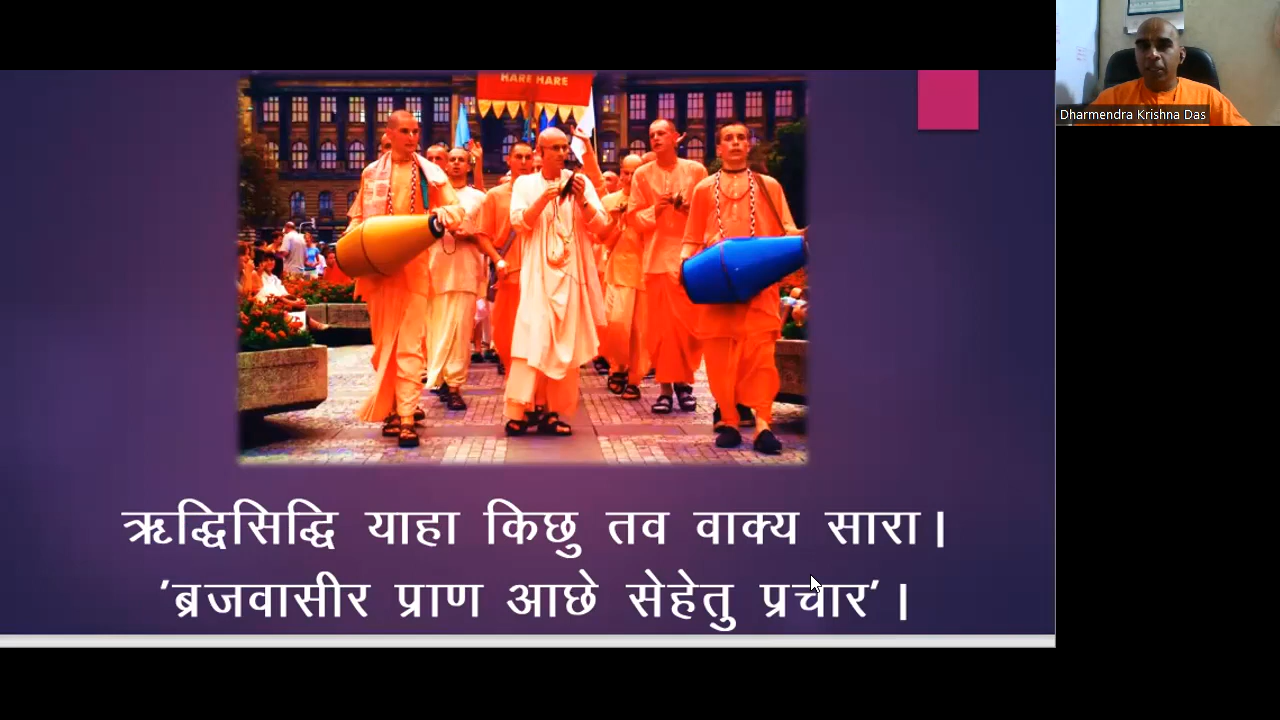 HARE HARE
Dharmendra Krishna Das
ऋद्धिसिद्धि याहा किछु तव वाक्य सारा।
'ब्रजवासीर प्राण आछे सेहेतु प्रचार'।